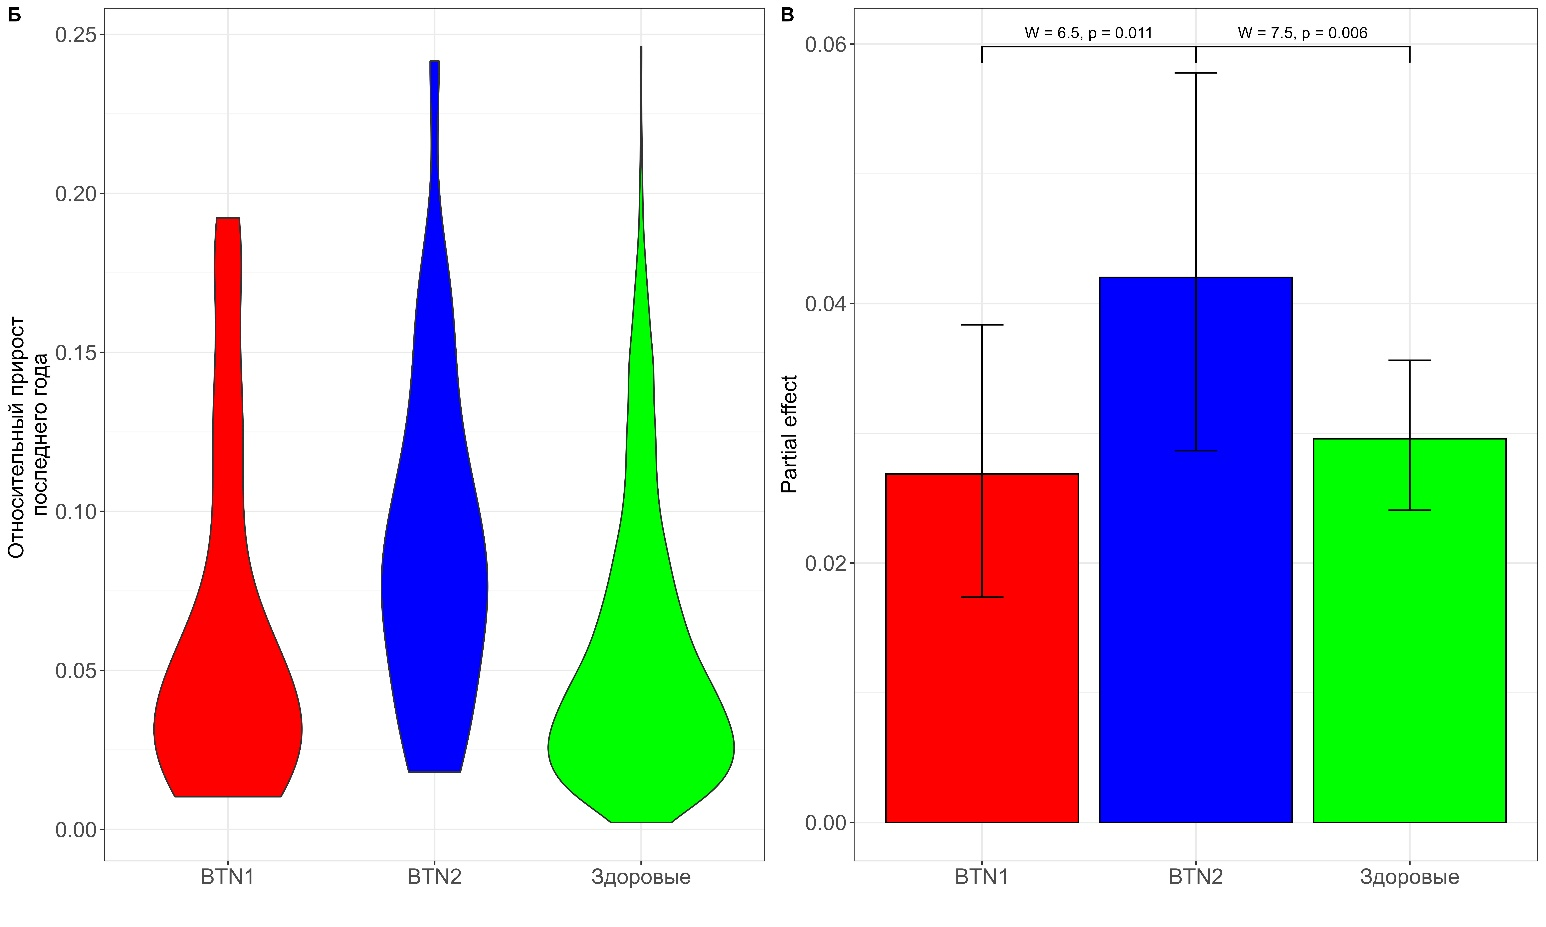 Б
0.25
0.20
0.15
0.10
0.05
0.00
Относительный прирост
последнего года
BTN1
BTN2
Здоровые
В
W = 6.5, p = 0.011
W = 7.5, p = 0.006
0.06
0.04
0.02
0.00
Partial effect
BTN1
BTN2
Здоровые